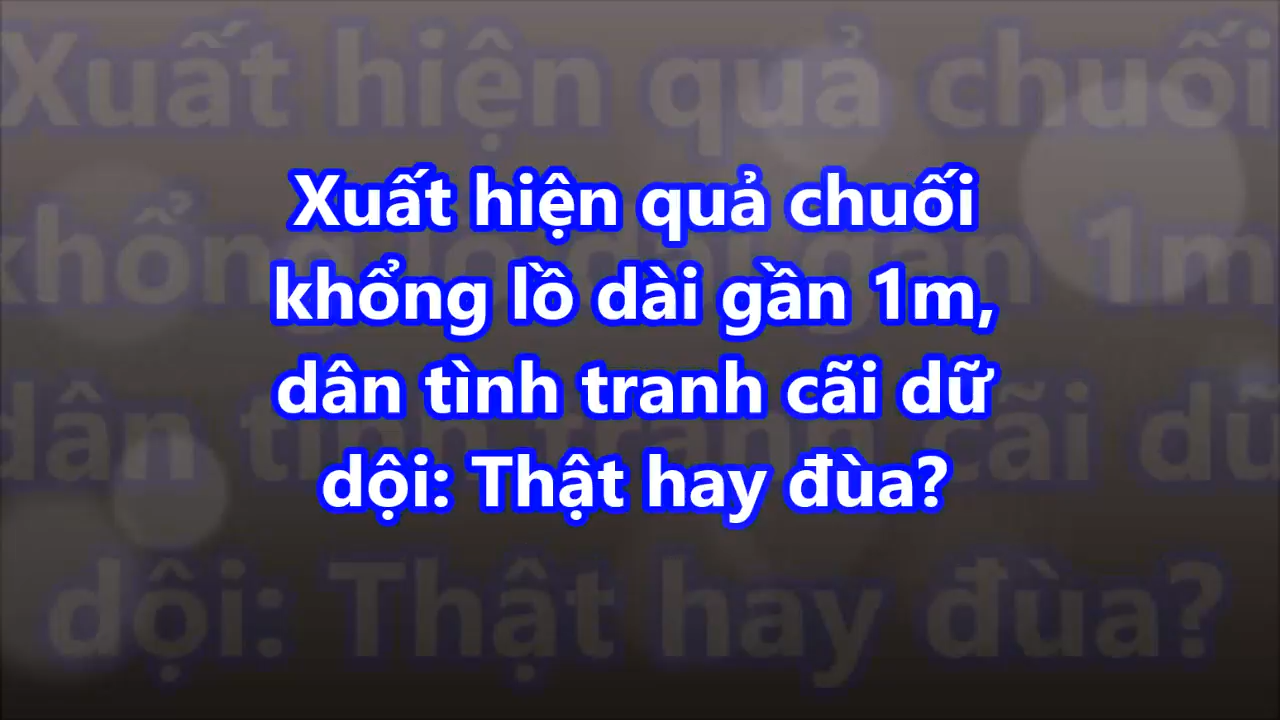 Xuất hiện quả chuối
khổng lồ dài gần 1m,
dân tình tranh cãi dữ
dội: Thật hay đùa?